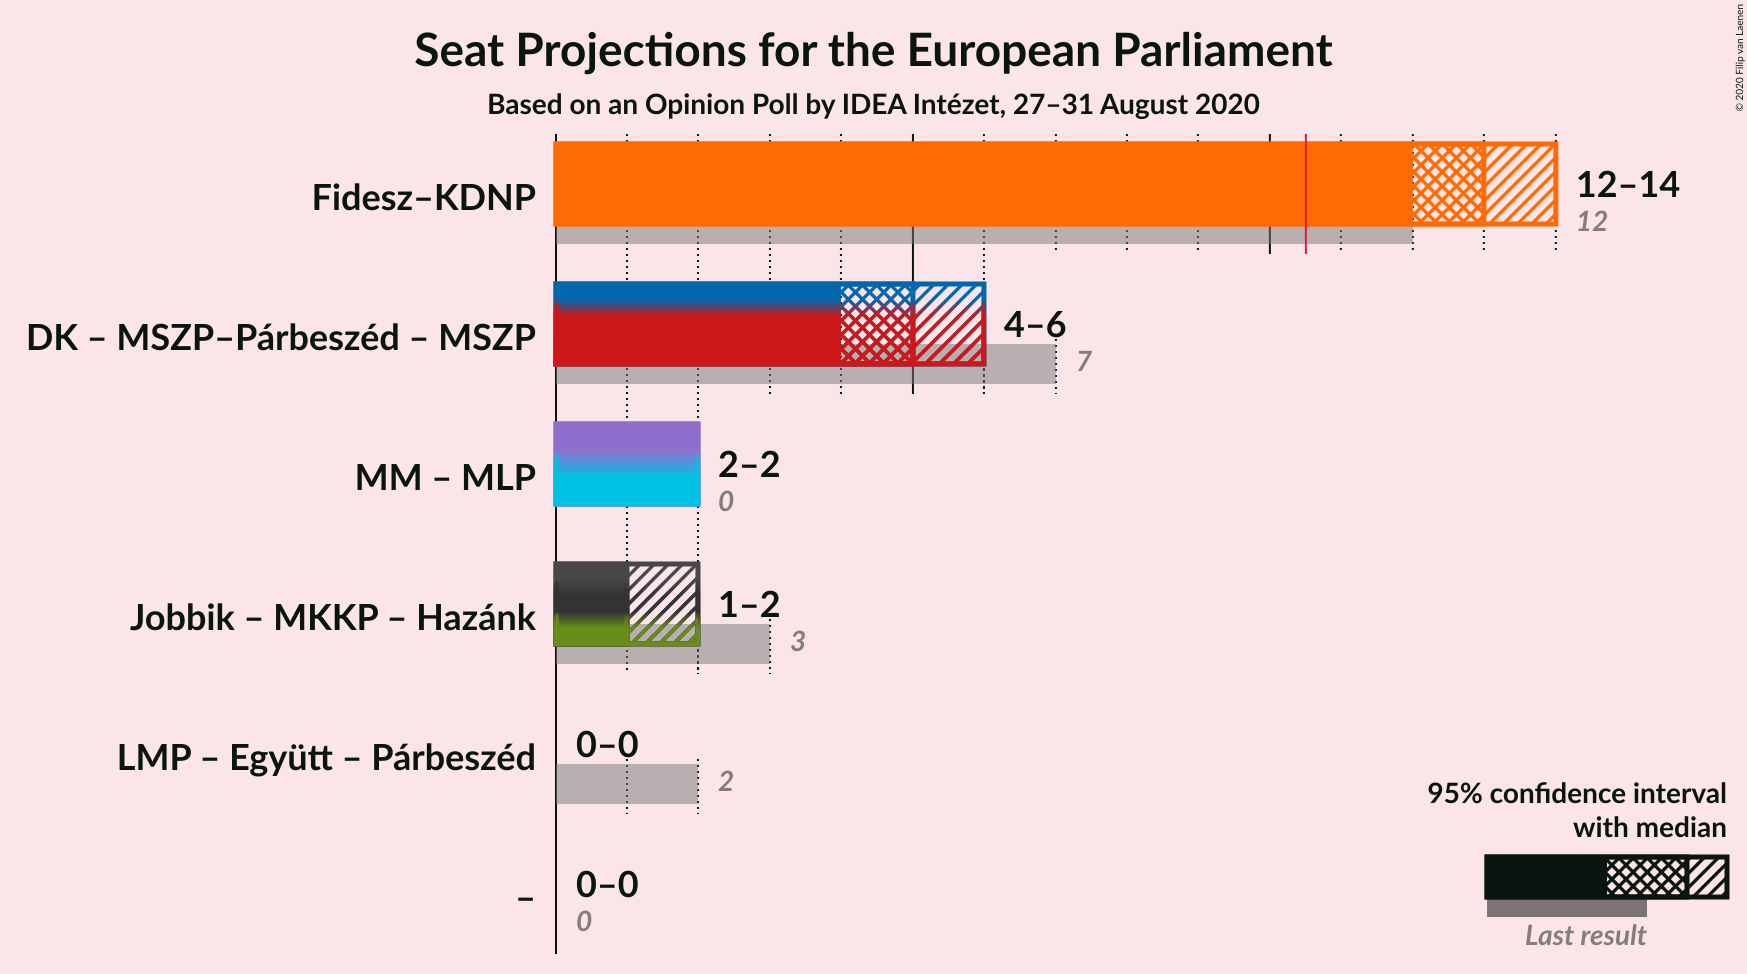 Seat Projections for the European Parliament
Based on an Opinion Poll by IDEA Intézet, 27–31 August 2020
© 2020 Filip van Laenen
Fidesz–KDNP
12–14
12
DK – MSZP–Párbeszéd – MSZP
4–6
7
MM – MLP
2–2
0
Jobbik – MKKP – Hazánk
1–2
3
LMP – Együtt – Párbeszéd
0–0
2
–
0–0
0
95% confidence interval
with median
Last result